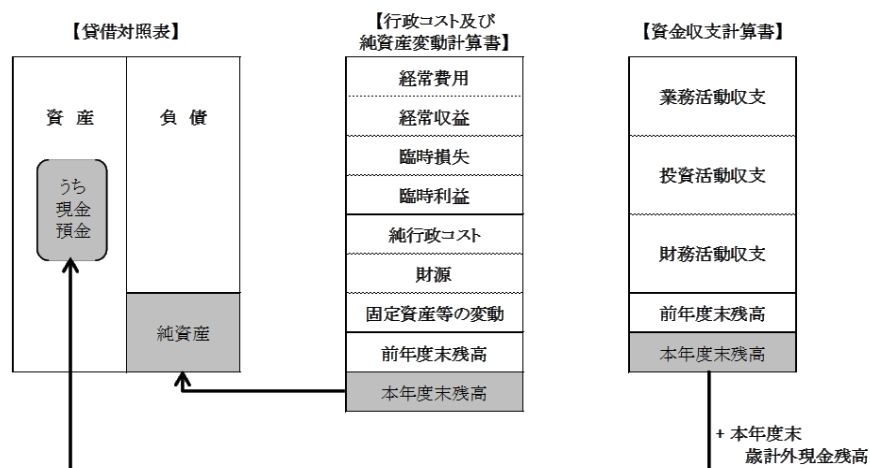 【貸借対照表】
資 産
負 債
うち
現金
預金
純資産
【行政コスト及び
純資産変動計算書】
経常費用
経常収益
臨時損失
臨時利益
純行政コスト
財源
固定資産等の変動
前年度末残高
本年度末残高
【資金収支計算書】
業務活動収支
投資活動収支
財務活動収支
前年度末残高
本年度末残高
+ 本年度末
歳計外現金残高